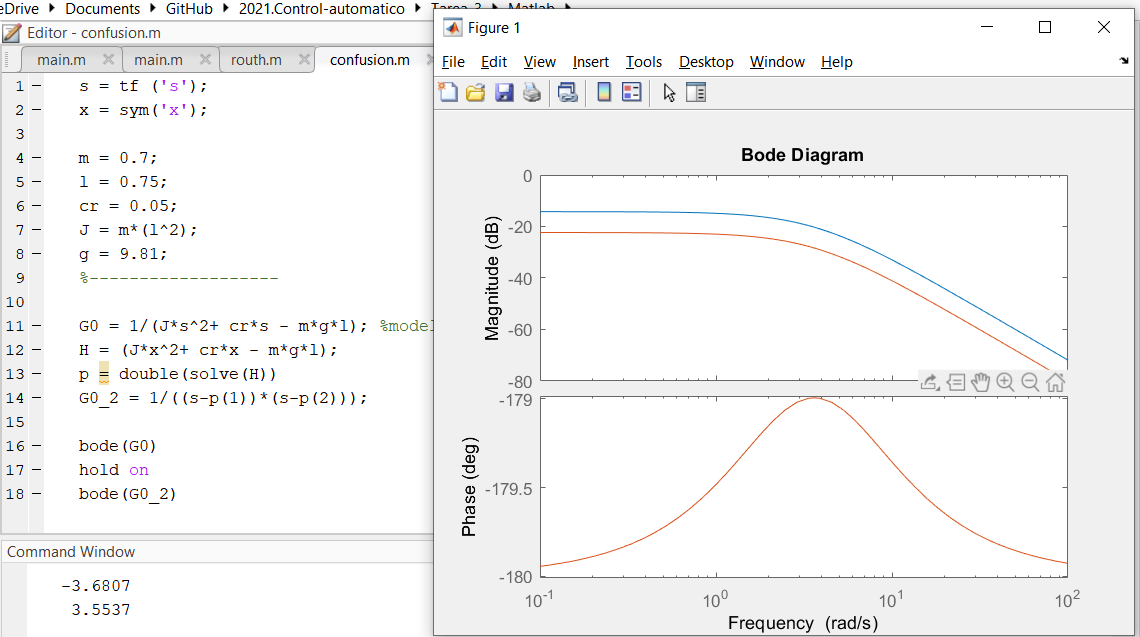 eDrive Documents GitHub 2021.Control-automatico Tarea 3 Matlab
Editor - confusion.m
main.m main.m routh.m confusion.m
1 s = tf ('s');
2 x = sym('x');
3
4 m = 0.7;
5 l = 0.75;
6 cr = 0.05;
7 J = m*(l^2);
8 g = 9.81;
9 %-------------------
10
11 G0 = 1/(J*s^2+ cr*s - m*g*l); %model
12 H = (J*x^2+ cr*x - m*g*l);
13 p = double(solve(H))
14 G0_2 = 1/((s-p(1))*(s-p(2)));
15
16 bode(G0)
17 hold on
18 bode(G0_2)
Command Window
-3.6807
3.5537
Figure 1
File Edit View Insert Tools Desktop Window Help
Bode Diagram
Magnitude (dB)
0
-20
-40
-60
-80
Phase (deg)
-179
-179.5
-180
10^-1 10^0 10^1 10^2
Frequency (rad/s)